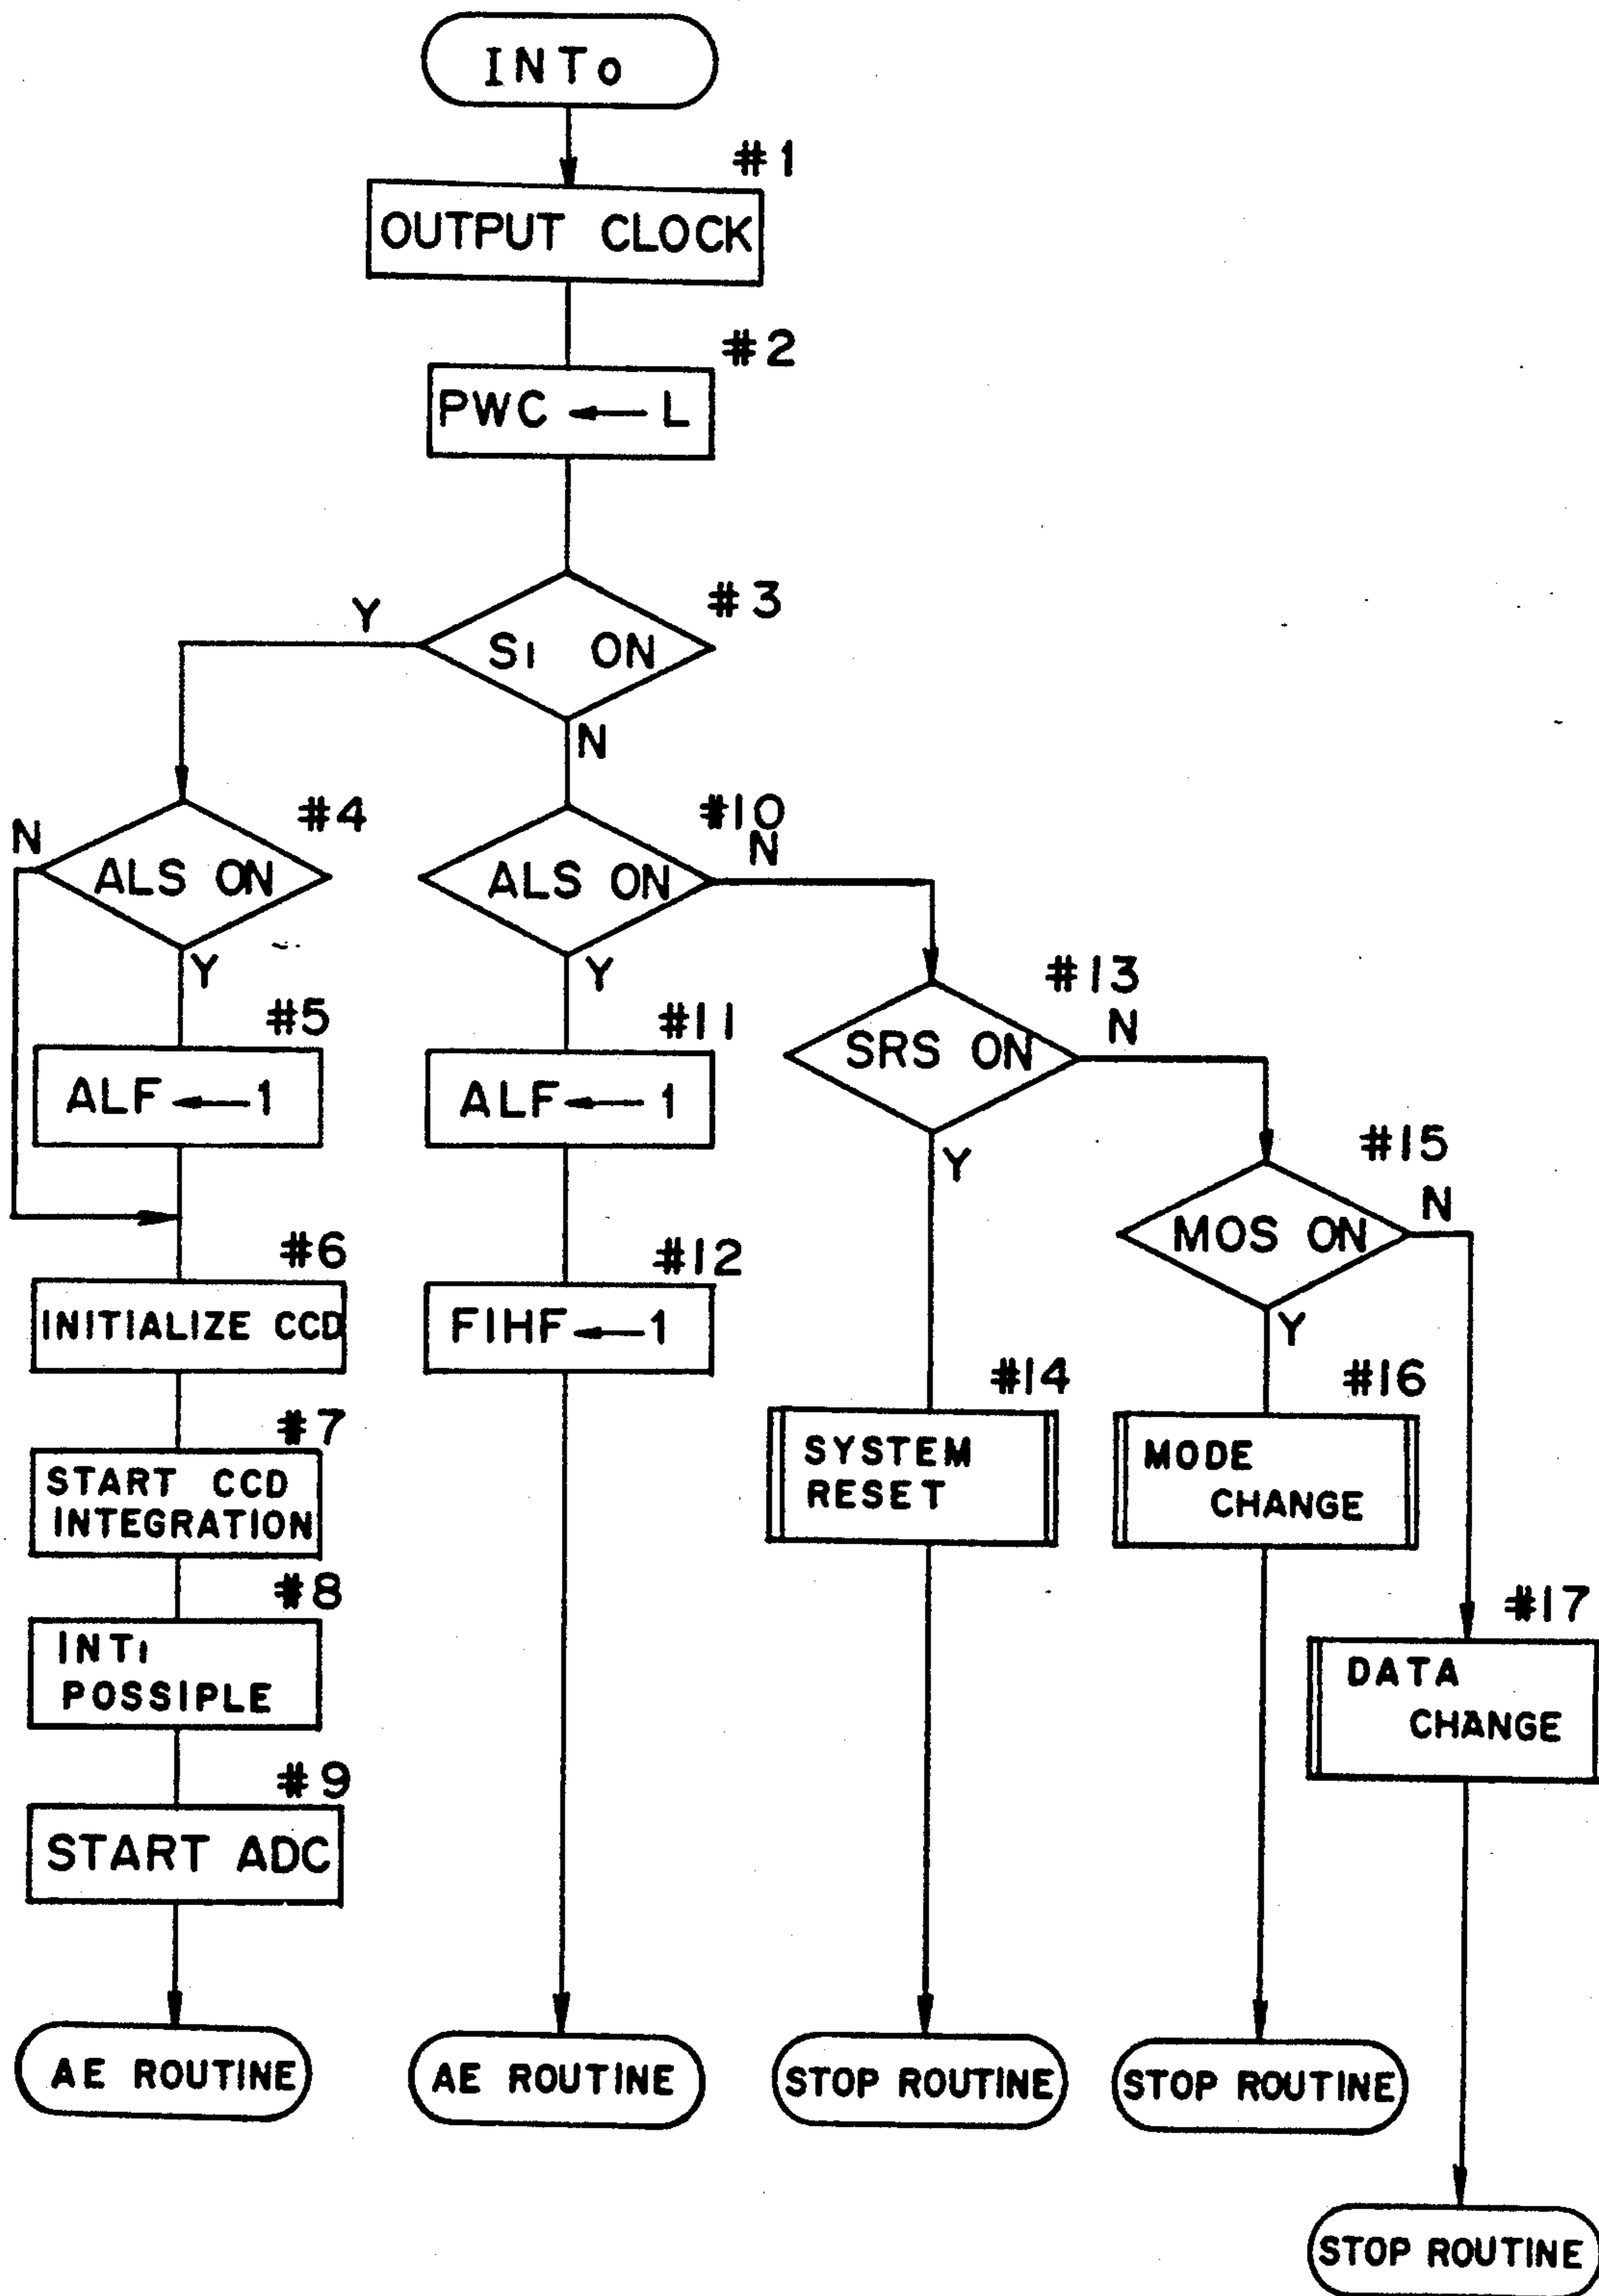 INT0
#1
OUTPUT CLOCK
#2
PWC ← L
#3
S1 ON
Y
N
#4
ALS ON
N
Y
#5
ALF ← 1
#6
INITIALIZE CCD
#7
START CCD
INTEGRATION
#8
INT1
POSSIPLE
#9
START ADC
AE ROUTINE
#10
ALS ON
N
Y
#11
ALF ← 1
#12
FIHF ← 1
AE ROUTINE
#13
SRS ON
N
Y
#14
SYSTEM
RESET
STOP ROUTINE
#15
MOS ON
N
Y
#16
MODE
CHANGE
STOP ROUTINE
#17
DATA
CHANGE
STOP ROUTINE